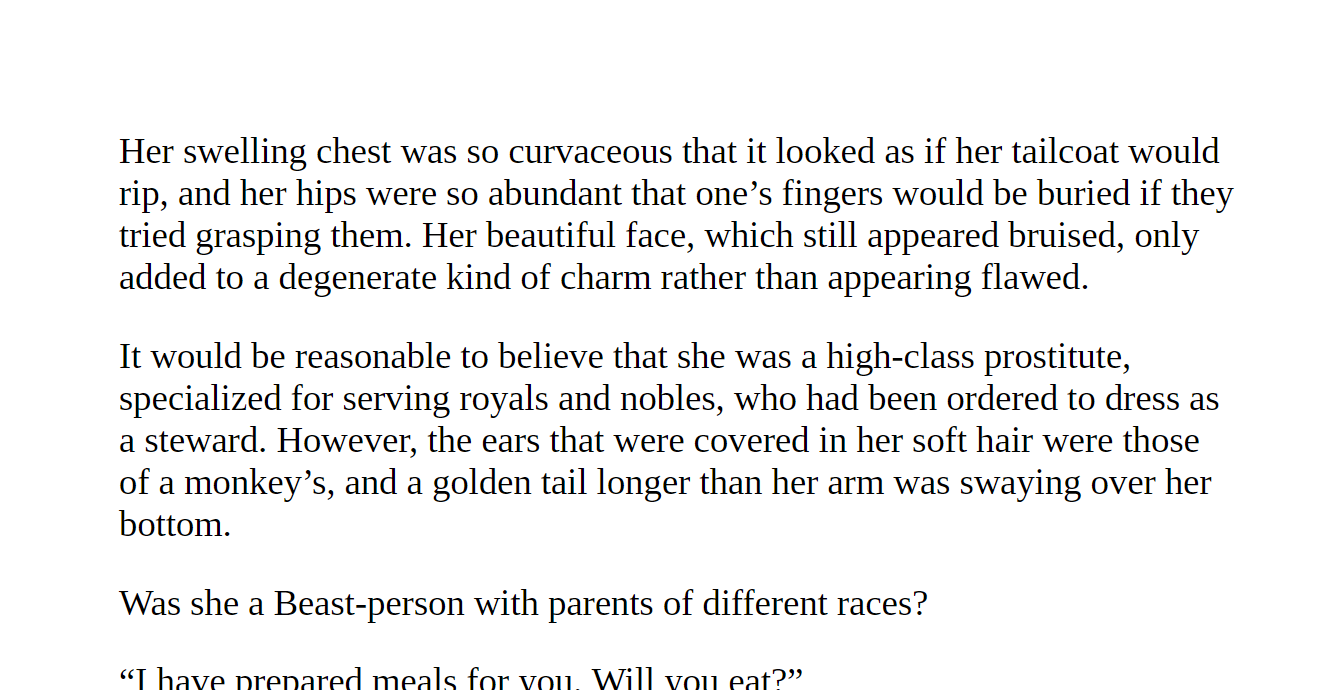 Her swelling chest was so curvaceous that it looked as if her tailcoat would
rip, and her hips were so abundant that one’s fingers would be buried if they
tried grasping them. Her beautiful face, which still appeared bruised, only
added to a degenerate kind of charm rather than appearing flawed.
It would be reasonable to believe that she was a high-class prostitute,
specialized for serving royals and nobles, who had been ordered to dress as
a steward. However, the ears that were covered in her soft hair were those
of a monkey’s, and a golden tail longer than her arm was swaying over her
bottom.
Was she a Beast-person with parents of different races?
“I have prepared meals for you. Will you eat?”